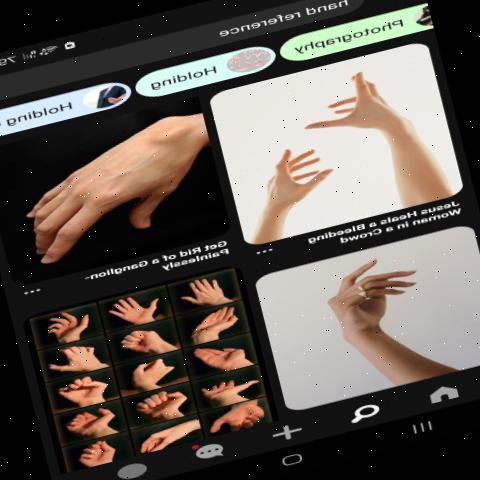 hand reference
Photography
Holding
Holding
Jesus Heals a Bleeding
Woman in a Crowd
...
Get Rid of a Ganglion-
Painlessly
...